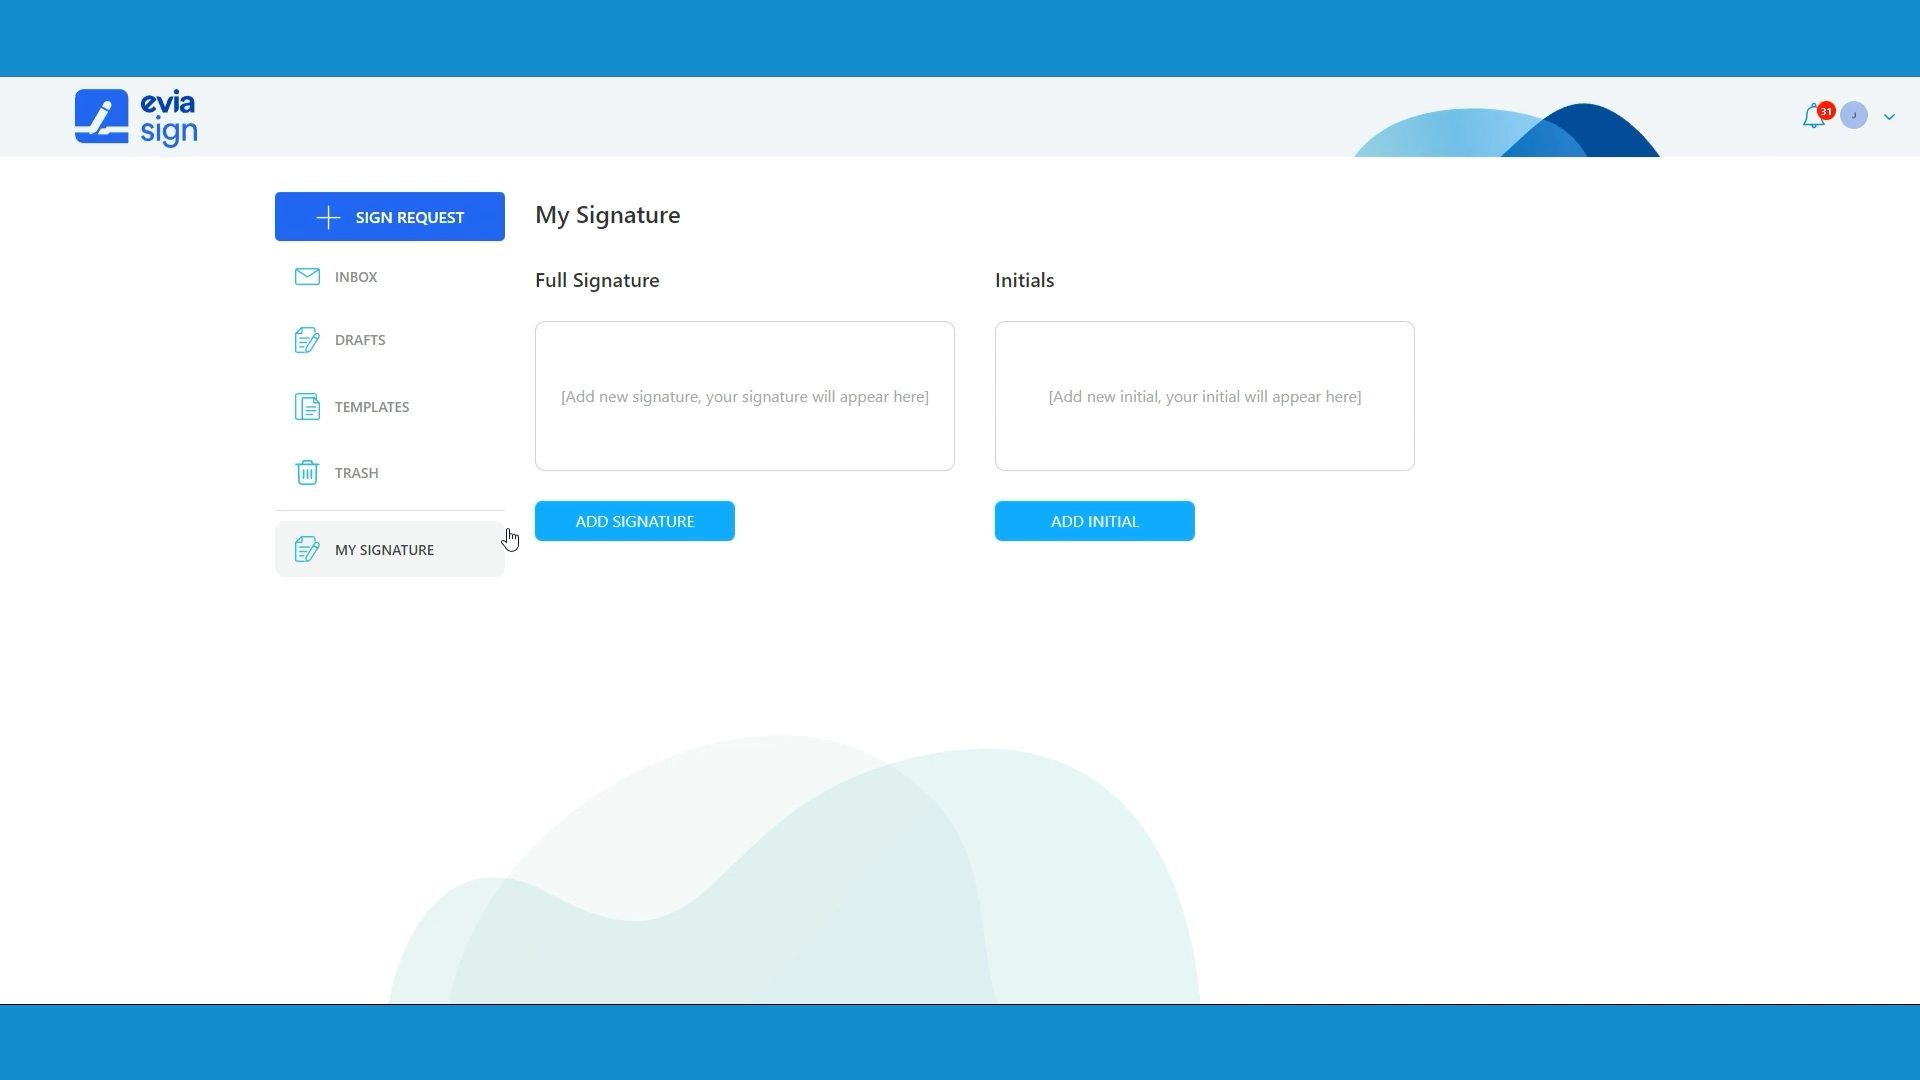 evia
sign
31
J
SIGN REQUEST
INBOX
DRAFTS
TEMPLATES
TRASH
MY SIGNATURE
My Signature
Full Signature
[Add new signature, your signature will appear here]
ADD SIGNATURE
Initials
[Add new initial, your initial will appear here]
ADD INITIAL